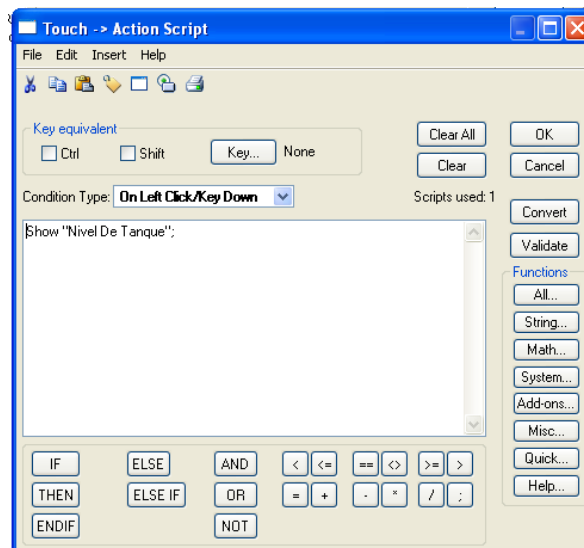 Touch -> Action Script
File Edit Insert Help
Key equivalent
Ctrl Shift Key... None
Clear All OK
Clear Cancel
Condition Type: On Left Click/Key Down Scripts used: 1
Convert
Show "Nivel De Tanque";
Validate
Functions
All...
String...
Math...
System...
Add-ons...
Misc...
Quick...
Help...
IF ELSE AND < <= == <> >= >
THEN ELSE IF OR = + - * / ;
ENDIF NOT